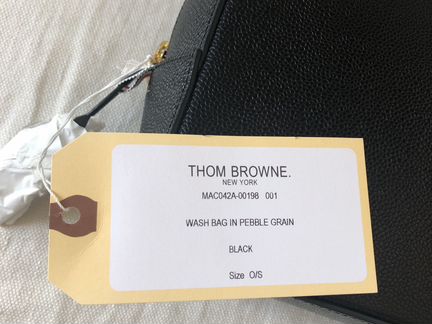 THOM BROWNE.
NEW YORK
MAC042A-00198 001
WASH BAG IN PEBBLE GRAIN
BLACK
Size O/S